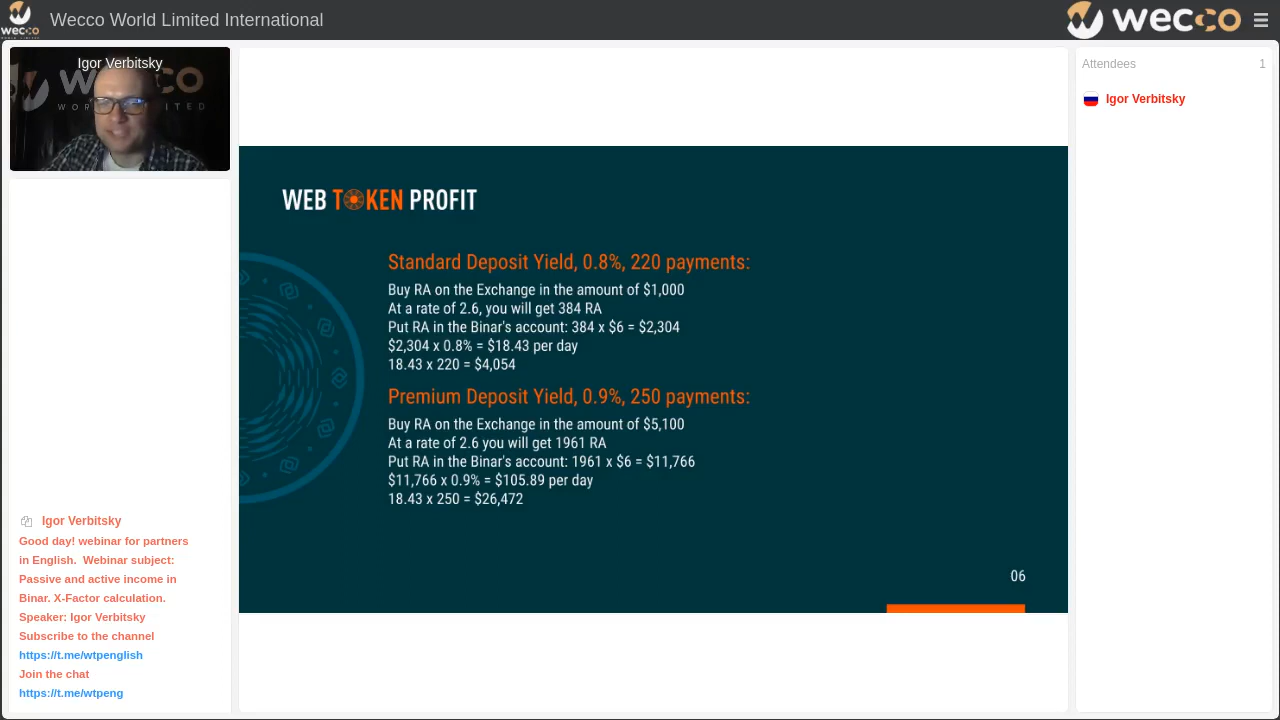 Wecco World Limited International
wecco
wecco
Igor Verbitsky
WORLD LIMITED
WEB TOKEN PROFIT
Standard Deposit Yield, 0.8%, 220 payments:
Buy RA on the Exchange in the amount of $1,000
At a rate of 2.6, you will get 384 RA
Put RA in the Binar's account: 384 x $6 = $2,304
$2,304 x 0.8% = $18.43 per day
18.43 x 220 = $4,054
Premium Deposit Yield, 0.9%, 250 payments:
Buy RA on the Exchange in the amount of $5,100
At a rate of 2.6 you will get 1961 RA
Put RA in the Binar's account: 1961 x $6 = $11,766
$11,766 x 0.9% = $105.89 per day
18.43 x 250 = $26,472
06
Attendees 1
Igor Verbitsky
Igor Verbitsky
Good day! webinar for partners
in English.  Webinar subject:
Passive and active income in
Binar. X-Factor calculation.
Speaker: Igor Verbitsky
Subscribe to the channel
https://t.me/wtpenglish
Join the chat
https://t.me/wtpeng